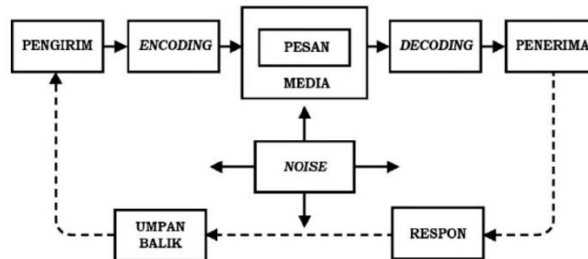 PENGIRIM
ENCODING
PESAN
MEDIA
DECODING
PENERIMA
NOISE
UMPAN
BALIK
RESPON